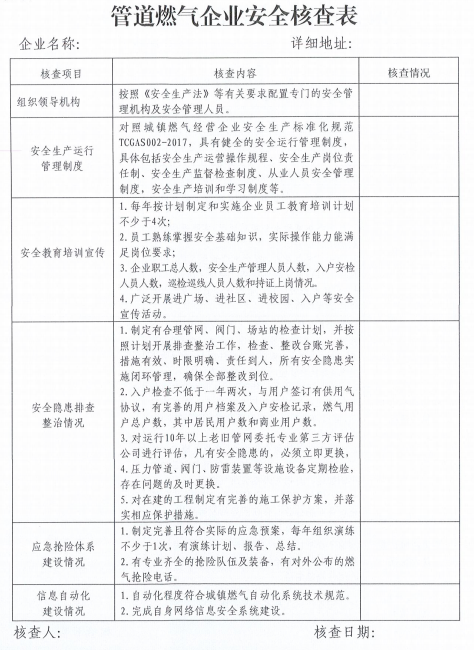 管道燃气企业安全核查表
企业名称:
详细地址:
核查项目
核查内容
核查情况
组织领导机构
按照《安全生产法》等有关要求配置专门的安全管
理机构及安全管理人员。
安全生产运行
管理制度
对照城镇燃气经营企业安全生产标准化规范
TCGAS002-2017，具有健全的安全运行管理制度，
具体包括安全生产运营操作规程、安全生产岗位责
任制、安全生产监督检查制度、从业人员安全管理
制度，安全生产培训和学习制度等。
安全教育培训宣传
1. 每年按计划制定和实施企业员工教育培训计划
不少于4次;
2. 员工熟练掌握安全基础知识，实际操作能力能满
足岗位要求;
3. 企业职工总人数，安全生产管理人员人数，入户安检
人员人数，巡检巡线人员人数和持证上岗情况。
4. 广泛开展进广场、进社区、进校园、入户等安全
宣传活动。
安全隐患排查
整治情况
1. 制定有合理管网、阀门、场站的检查计划，并按
照计划开展排查整治工作，检查、整改台账完善，
措施有效、时限明确、责任到人，所有安全隐患实
施闭环管理，确保全部整改到位。
2. 入户检查不低于一年两次，与用户签订有供用气
协议，有完善的用户档案及入户安检记录，燃气用
户总户数，其中居民用户数和商业用户数。
3. 对运行10年以上老旧管网委托专业第三方评估
公司进行评估，凡有安全隐患的，必须立即更换，
4. 压力管道、阀门、防雷装置等设施设备定期检验，
存在问题的及时更换。
5. 对在建的工程制定有完善的施工保护方案，并落
实相应保护措施。
应急抢险体系
建设情况
1. 制定完善且符合实际的应急预案，每年组织演练
不少于1次，有演练计划、报告、总结。
2. 有专业齐全的抢险队伍及装备，有对外公布的燃
气抢险电话。
信息自动化
建设情况
1. 自动化程度符合城镇燃气自动化系统技术规范。
2. 完成自身网络信息安全系统建设。
核查人:
核查日期: